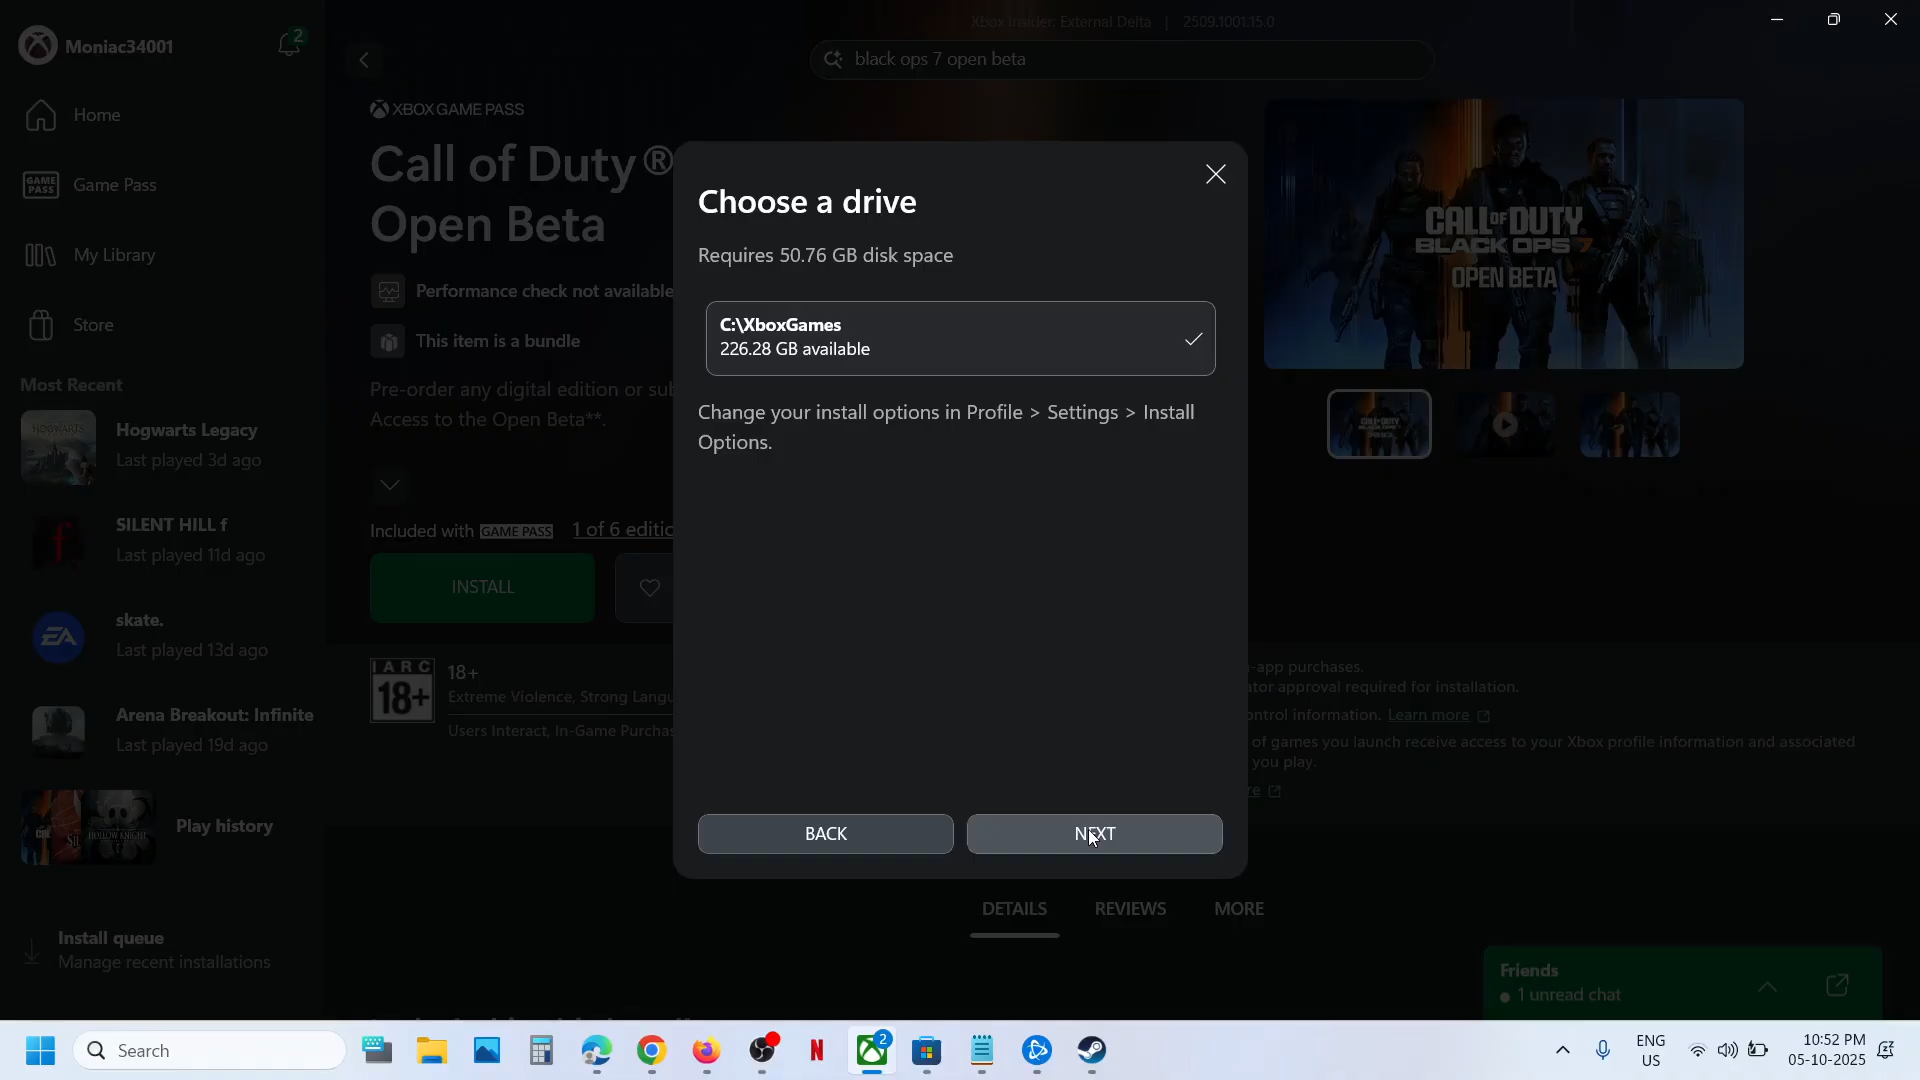 Moniac34001
2
Xbox Insider: External Delta | 2509.1001.15.0
black ops 7 open beta
Home
GAME PASS
Game Pass
My Library
Store
Most Recent
Hogwarts Legacy
Last played 3d ago
SILENT HILL f
Last played 11d ago
EA
skate.
Last played 13d ago
Arena Breakout: Infinite
Last played 19d ago
Play history
Install queue
Manage recent installations
XBOX GAME PASS
Call of Duty®
Open Beta
Performance check not available
This item is a bundle
Pre-order any digital edition or
Access to the Open Beta**.
Included with GAME PASS 1 of 6
INSTALL
IARC
18+
18+
Extreme Violence, Strong
Users Interact, In-Game
Choose a drive
Requires 50.76 GB disk space
C:\XboxGames
226.28 GB available
Change your install options in Profile > Settings > Install
Options.
BACK
NEXT
CALL OF DUTY
BLACK OPS 7
OPEN BETA
-app purchases.
approval required for installation.
information. Learn more
of games you launch receive access to your Xbox profile information and associated
you play.
DETAILS
REVIEWS
MORE
Friends
1 unread chat
Search
N
2
ENG
US
10:52 PM
05-10-2025